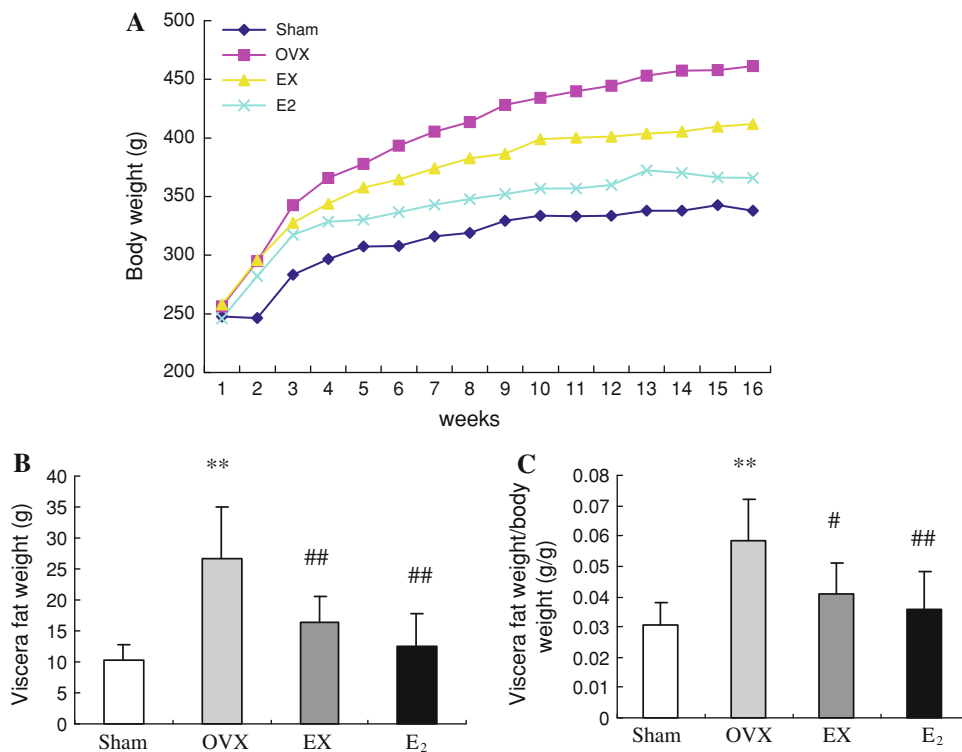 A
Sham
OVX
EX
E2
Body weight (g)
500
450
400
350
300
250
200
1 2 3 4 5 6 7 8 9 10 11 12 13 14 15 16
weeks
B
Viscera fat weight (g)
40
35
30
25
20
15
10
5
0
**
##
##
Sham OVX EX E₂
C
Viscera fat weight/body
weight (g/g)
0.08
0.07
0.06
0.05
0.04
0.03
0.02
0.01
0
**
#
##
Sham OVX EX E₂